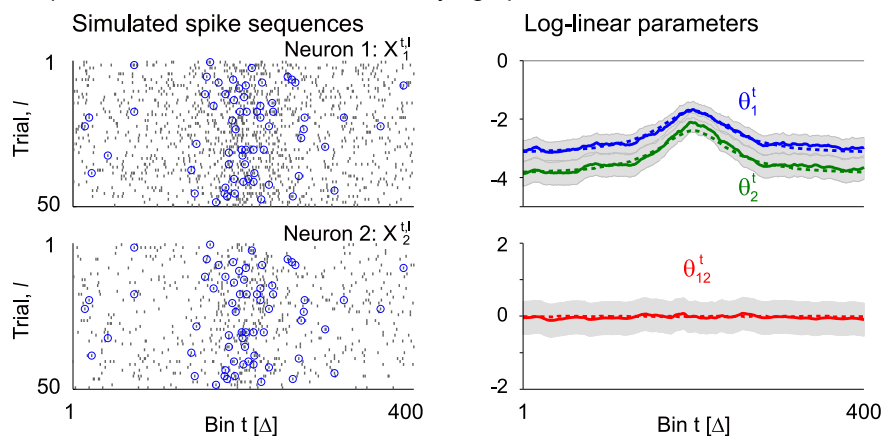 Simulated spike sequences
Neuron 1: X₁ᵗ,ˡ
1
Trial, l
50
Neuron 2: X₂ᵗ,ˡ
1
Trial, l
50
1
400
Bin t [Δ]
Log-linear parameters
0
-2
-4
θ₁ᵗ
θ₂ᵗ
2
0
-2
θ₁₂ᵗ
1
400
Bin t [Δ]